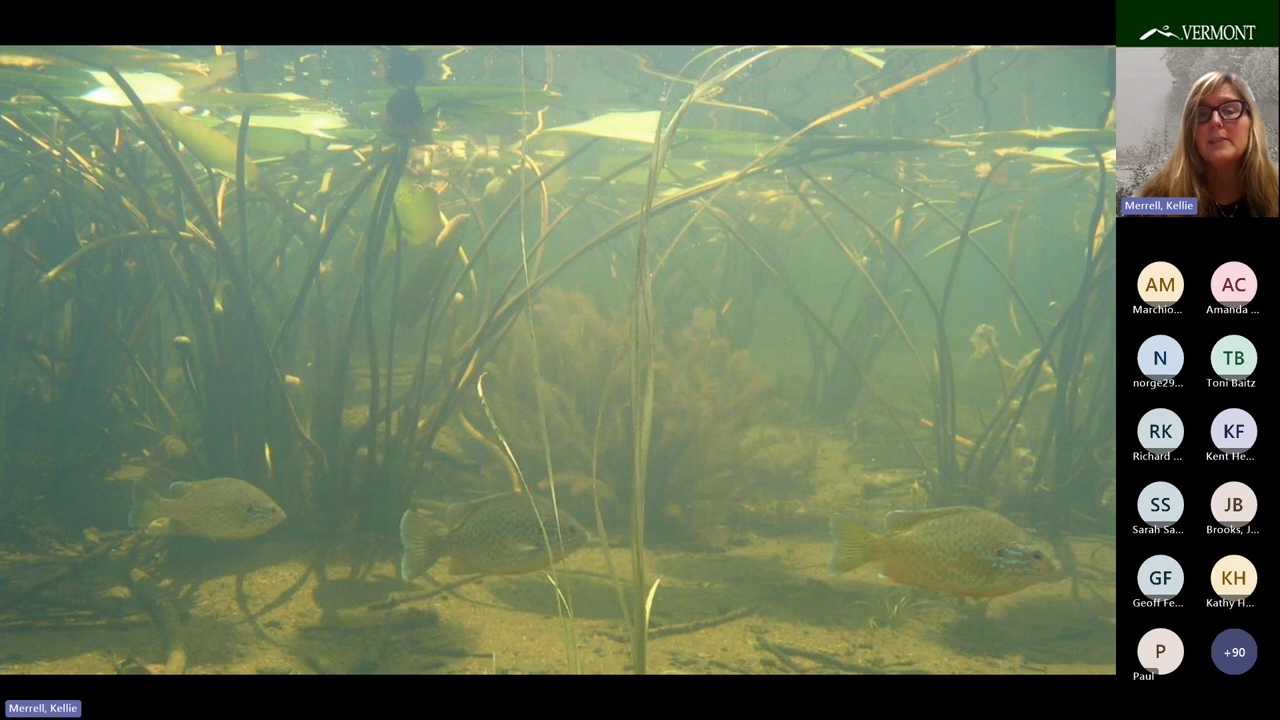 VERMONT
Merrell, Kellie
AM
Marchio...
AC
Amanda ...
N
norge29...
TB
Toni Baitz
RK
Richard ...
KF
Kent He...
SS
Sarah Sa...
JB
Brooks, J...
GF
Geoff Fe...
KH
Kathy H...
P
Paul
+90
Merrell, Kellie